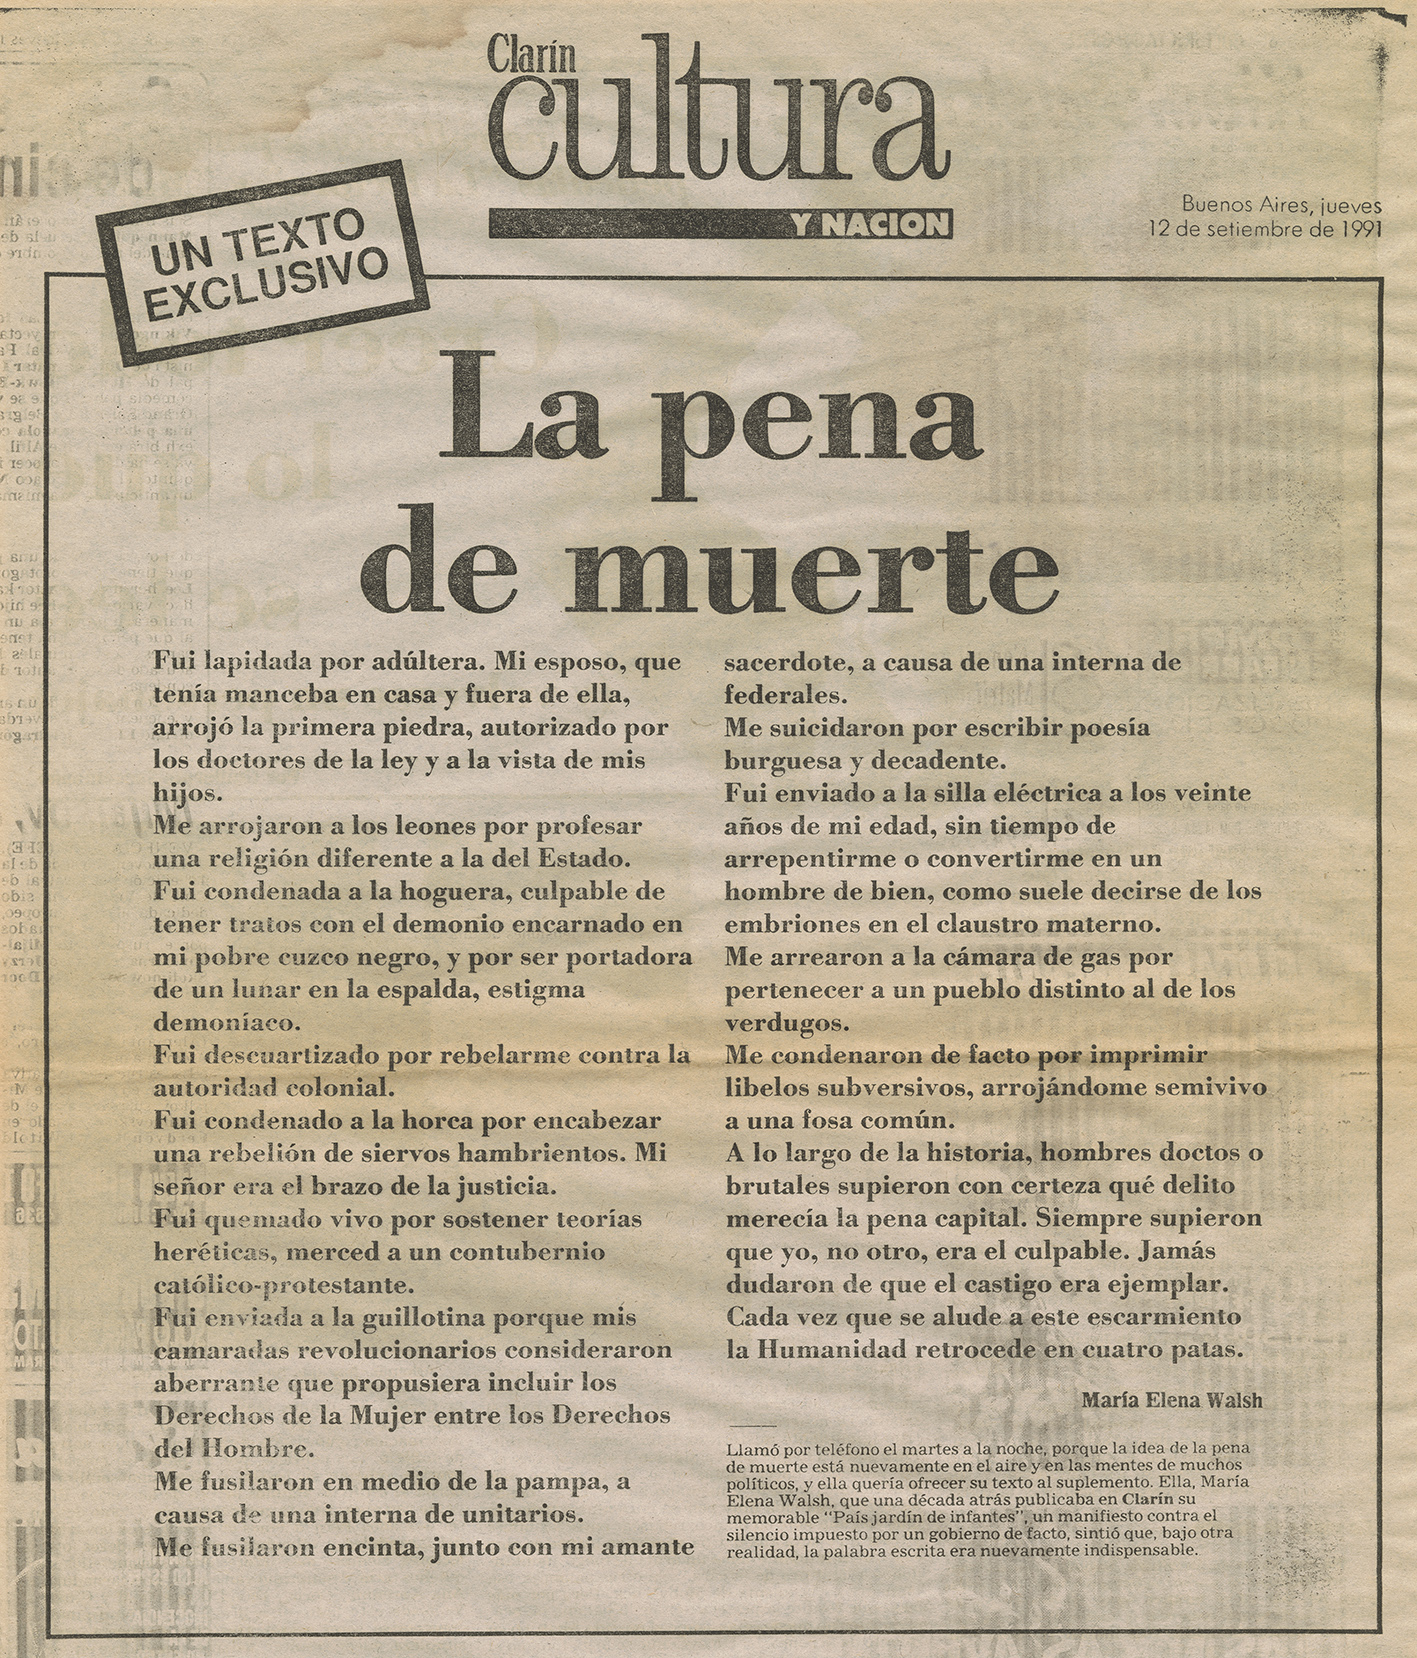 Clarín
cultura
Y NACION
Buenos Aires, jueves
12 de setiembre de 1991
UN TEXTO
EXCLUSIVO
La pena
de muerte
Fui lapidada por adúltera. Mi esposo, que
tenía manceba en casa y fuera de ella,
arrojó la primera piedra, autorizado por
los doctores de la ley y a la vista de mis
hijos.
Me arrojaron a los leones por profesar
una religión diferente a la del Estado.
Fui condenada a la hoguera, culpable de
tener tratos con el demonio encarnado en
mi pobre cuzco negro, y por ser portadora
de un lunar en la espalda, estigma
demoníaco.
Fui descuartizado por rebelarme contra la
autoridad colonial.
Fui condenado a la horca por encabezar
una rebelión de siervos hambrientos. Mi
señor era el brazo de la justicia.
Fui quemado vivo por sostener teorías
heréticas, merced a un contubernio
católico-protestante.
Fui enviada a la guillotina porque mis
camaradas revolucionarios consideraron
aberrante que propusiera incluir los
Derechos de la Mujer entre los Derechos
del Hombre.
Me fusilaron en medio de la pampa, a
causa de una interna de unitarios.
Me fusilaron encinta, junto con mi amante
sacerdote, a causa de una interna de
federales.
Me suicidaron por escribir poesía
burguesa y decadente.
Fui enviado a la silla eléctrica a los veinte
años de mi edad, sin tiempo de
arrepentirme o convertirme en un
hombre de bien, como suele decirse de los
embriones en el claustro materno.
Me arrearon a la cámara de gas por
pertenecer a un pueblo distinto al de los
verdugos.
Me condenaron de facto por imprimir
libelos subversivos, arrojándome semivivo
a una fosa común.
A lo largo de la historia, hombres doctos o
brutales supieron con certeza qué delito
merecía la pena capital. Siempre supieron
que yo, no otro, era el culpable. Jamás
dudaron de que el castigo era ejemplar.
Cada vez que se alude a este escarmiento
la Humanidad retrocede en cuatro patas.
María Elena Walsh
Llamó por teléfono el martes a la noche, porque la idea de la pena
de muerte está nuevamente en el aire y en las mentes de muchos
políticos, y ella quería ofrecer su texto al suplemento. Ella, María
Elena Walsh, que una década atrás publicaba en Clarín su
memorable "País jardín de infantes", un manifiesto contra el
silencio impuesto por un gobierno de facto, sintió que, bajo otra
realidad, la palabra escrita era nuevamente indispensable.